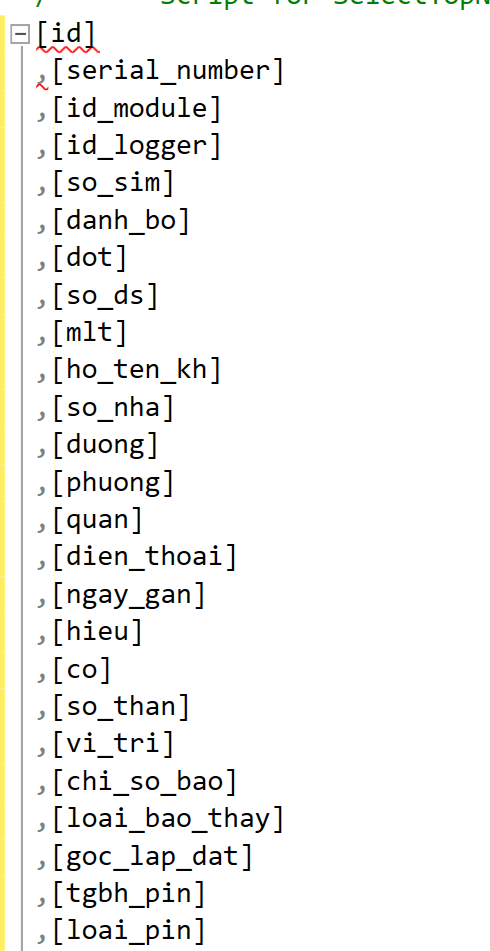 [id]
,[serial_number]
,[id_module]
,[id_logger]
,[so_sim]
,[danh_bo]
,[dot]
,[so_ds]
,[mlt]
,[ho_ten_kh]
,[so_nha]
,[duong]
,[phuong]
,[quan]
,[dien_thoai]
,[ngay_gan]
,[hieu]
,[co]
,[so_than]
,[vi_tri]
,[chi_so_bao]
,[loai_bao_thay]
,[goc_lap_dat]
,[tgbh_pin]
,[loai_pin]